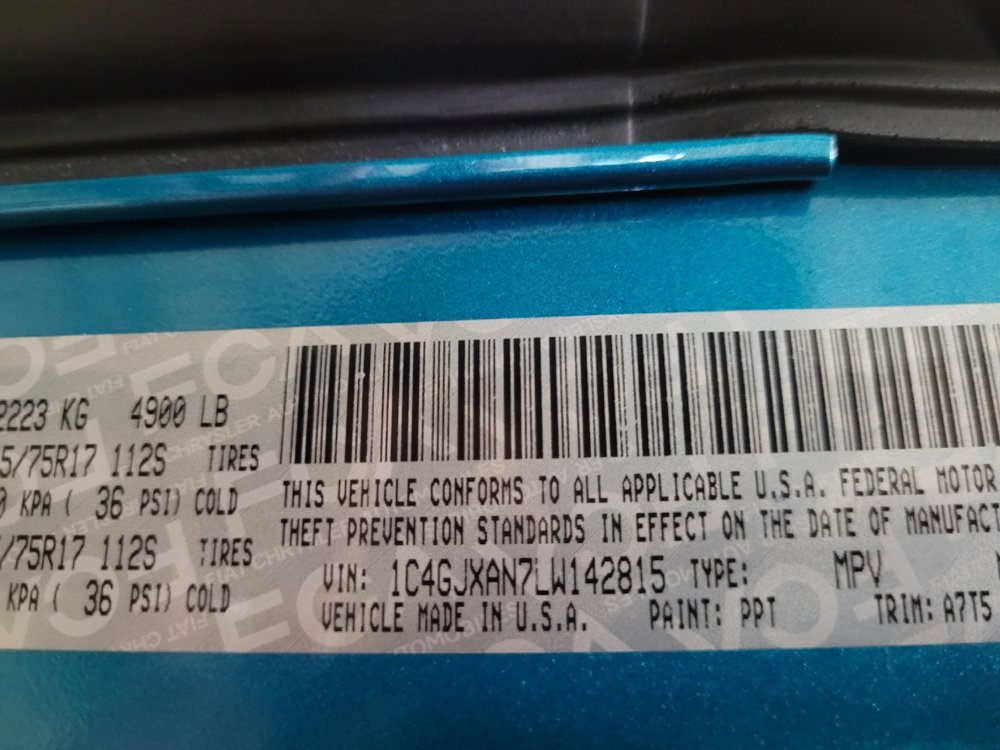 2223 KG 4900 LB
5/75R17 112S TIRES
0 KPA ( 36 PSI) COLD
/75R17 112S TIRES
KPA ( 36 PSI) COLD
THIS VEHICLE CONFORMS TO ALL APPLICABLE U.S.A. FEDERAL MOTOR
THEFT PREVENTION STANDARDS IN EFFECT ON THE DATE OF MANUFACT
VIN: 1C4GJXAN7LW142815 TYPE: MPV
VEHICLE MADE IN U.S.A. PAINT: PPT TRIM: A7T5